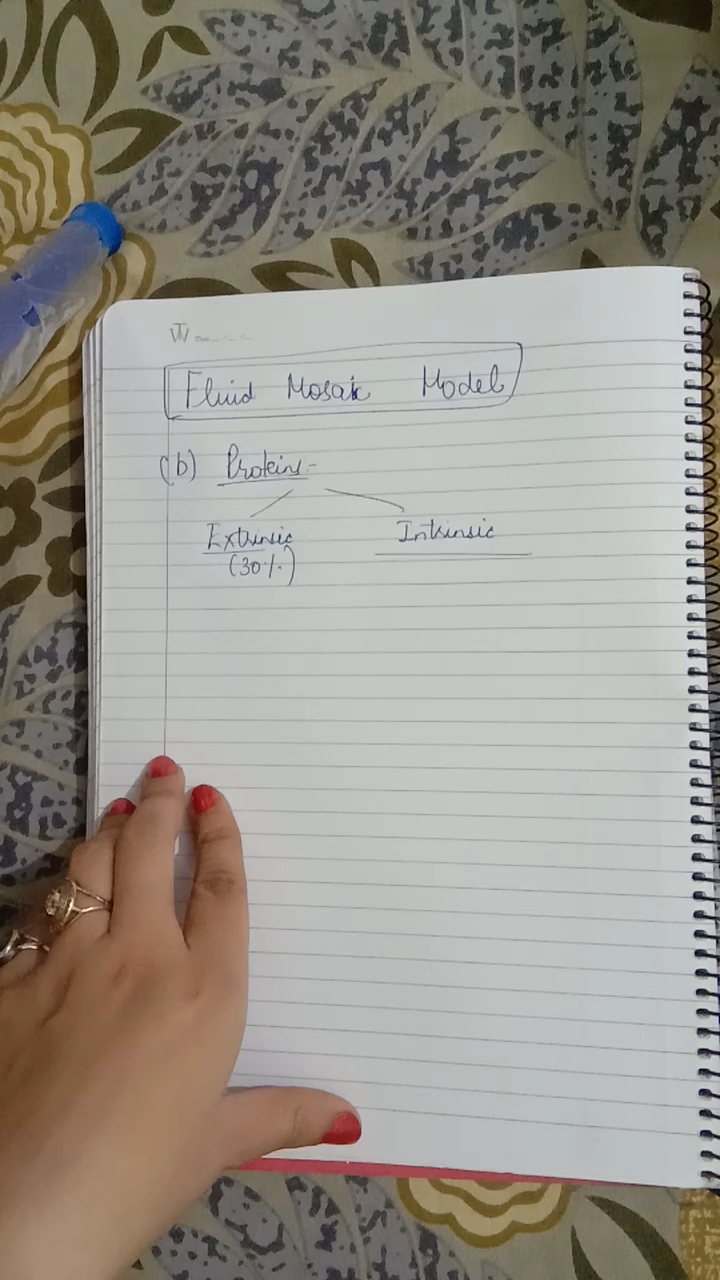 Fluid Mosaic Model
(b) Proteins-
Extrinsic Intrinsic
(30%)